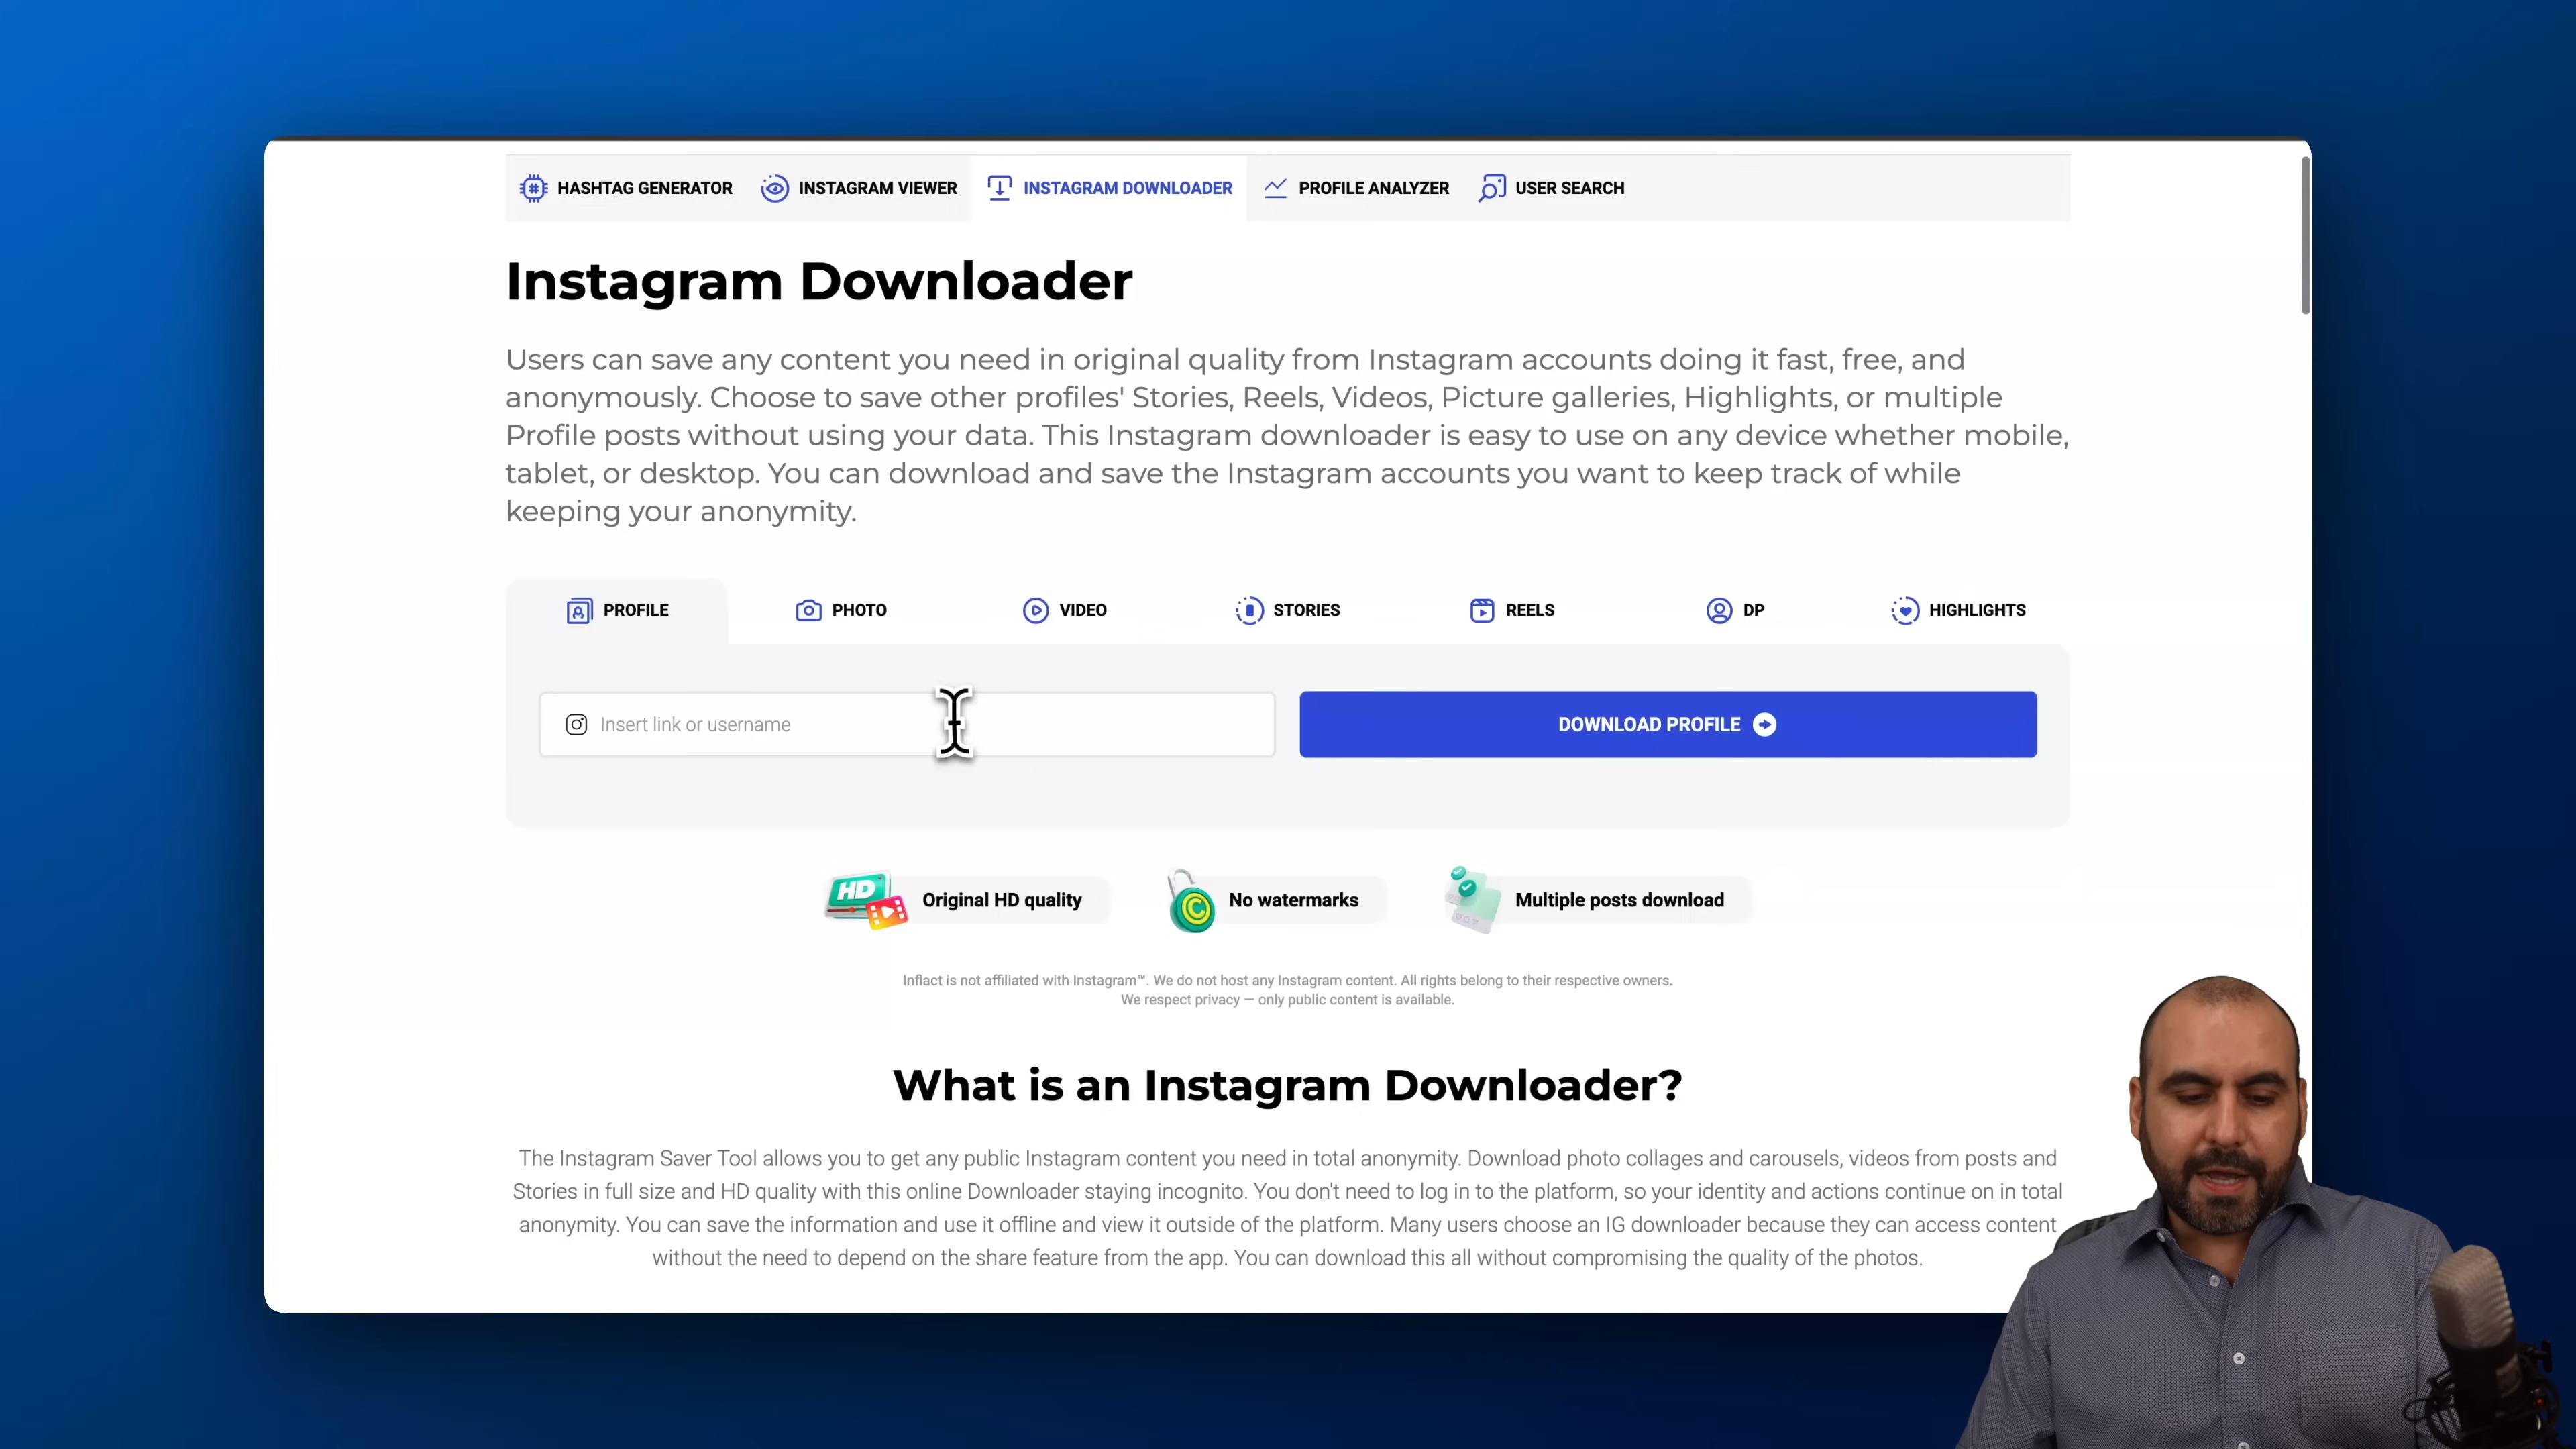 HASHTAG GENERATOR INSTAGRAM VIEWER INSTAGRAM DOWNLOADER PROFILE ANALYZER USER SEARCH
Instagram Downloader
Users can save any content you need in original quality from Instagram accounts doing it fast, free, and
anonymously. Choose to save other profiles' Stories, Reels, Videos, Picture galleries, Highlights, or multiple
Profile posts without using your data. This Instagram downloader is easy to use on any device whether mobile,
tablet, or desktop. You can download and save the Instagram accounts you want to keep track of while
keeping your anonymity.
PROFILE PHOTO VIDEO STORIES REELS DP HIGHLIGHTS
Insert link or username DOWNLOAD PROFILE
HD Original HD quality © No watermarks Multiple posts download
Inflact is not affiliated with Instagram™. We do not host any Instagram content. All rights belong to their respective owners.
We respect privacy — only public content is available.
What is an Instagram Downloader?
The Instagram Saver Tool allows you to get any public Instagram content you need in total anonymity. Download photo collages and carousels, videos from posts and
Stories in full size and HD quality with this online Downloader staying incognito. You don't need to log in to the platform, so your identity and actions continue on in total
anonymity. You can save the information and use it offline and view it outside of the platform. Many users choose an IG downloader because they can access content
without the need to depend on the share feature from the app. You can download this all without compromising the quality of the photos.